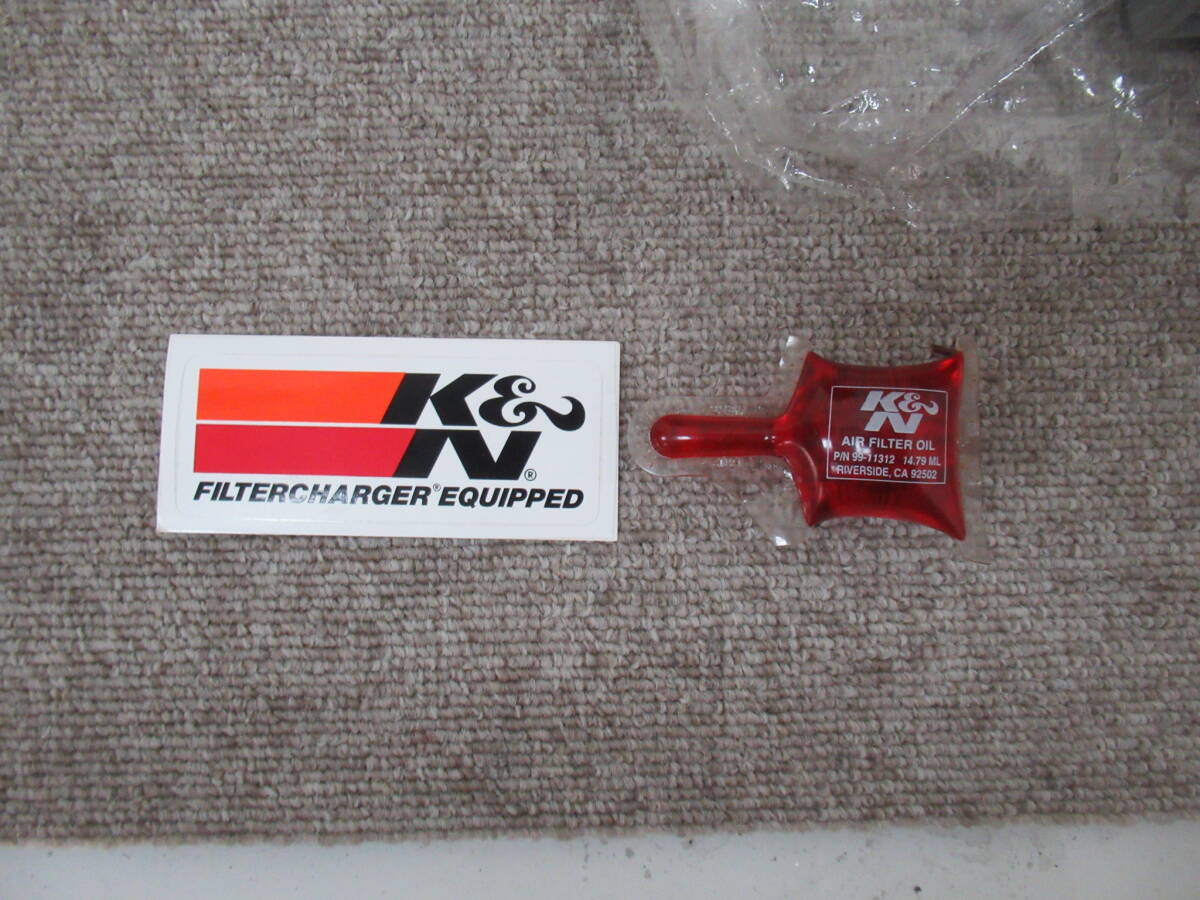 K&N®
FILTERCHARGER® EQUIPPED
K&N
AIR FILTER OIL
P/N 99-11312 14.79 ML
RIVERSIDE, CA 92502